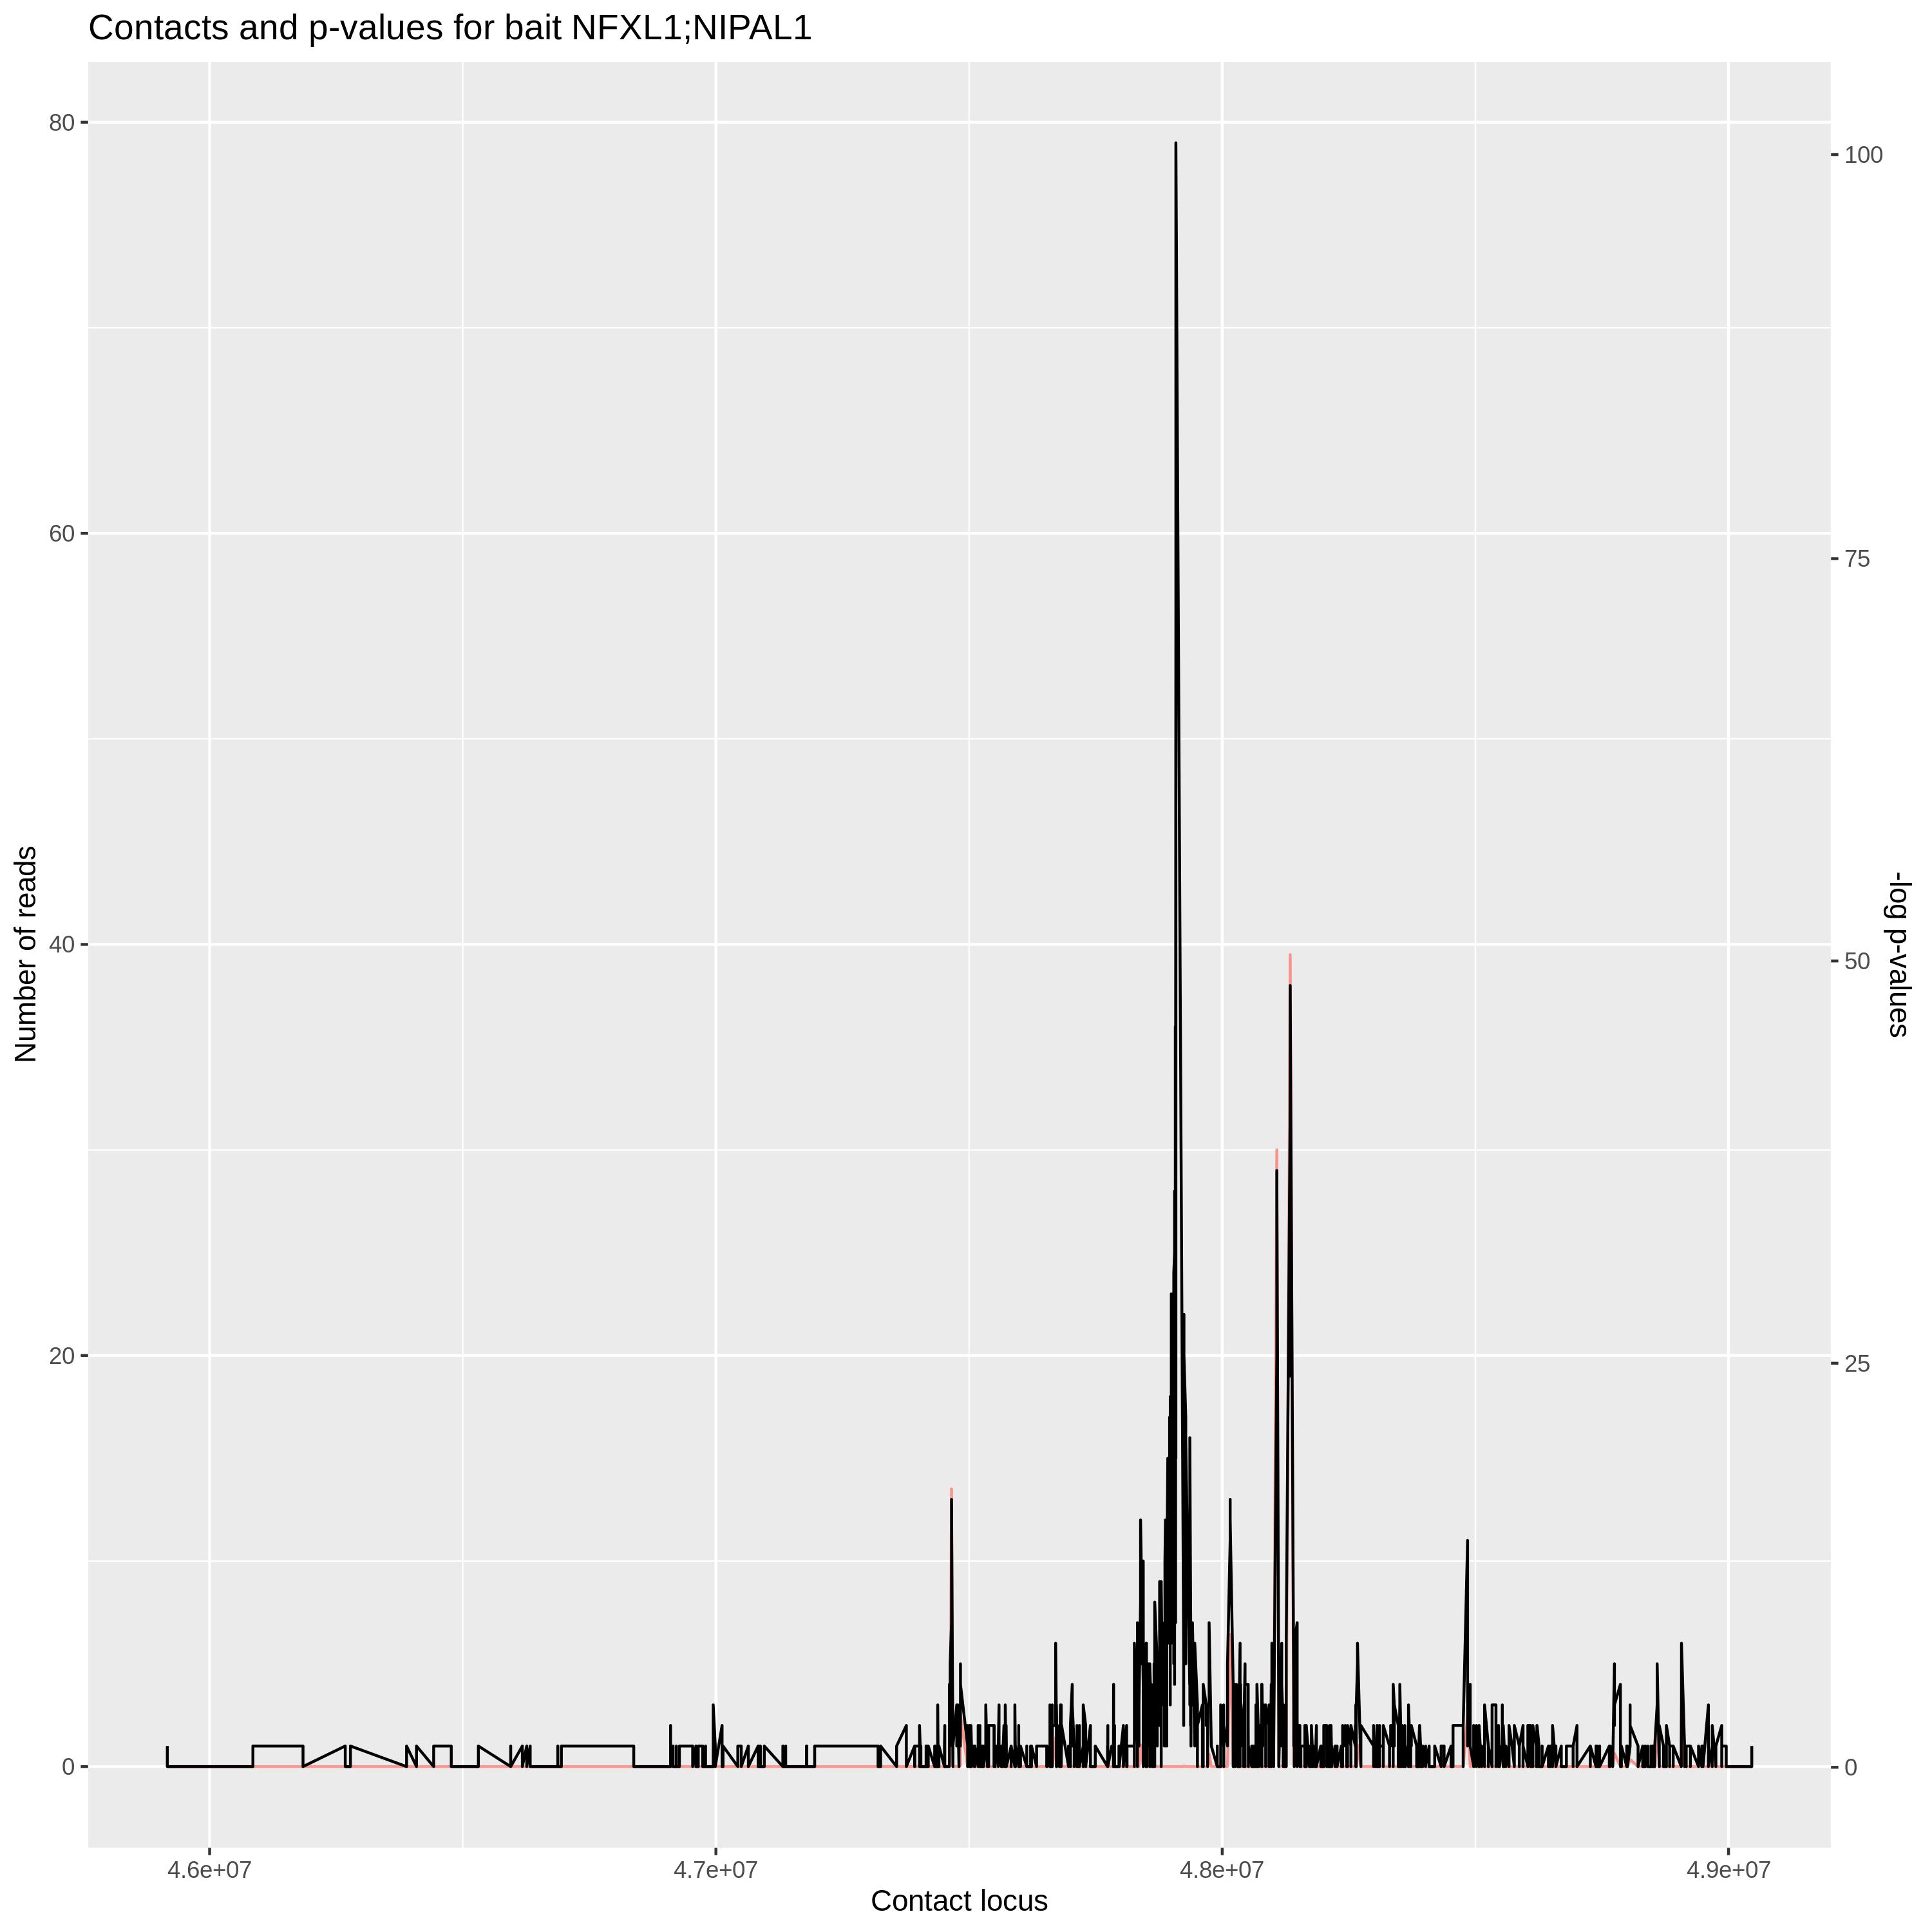 Contacts and p-values for bait NFXL1;NIPAL1
80
60
40
20
0
100
75
50
25
0
Number of reads
-log p-values
4.6e+07
4.7e+07
4.8e+07
4.9e+07
Contact locus